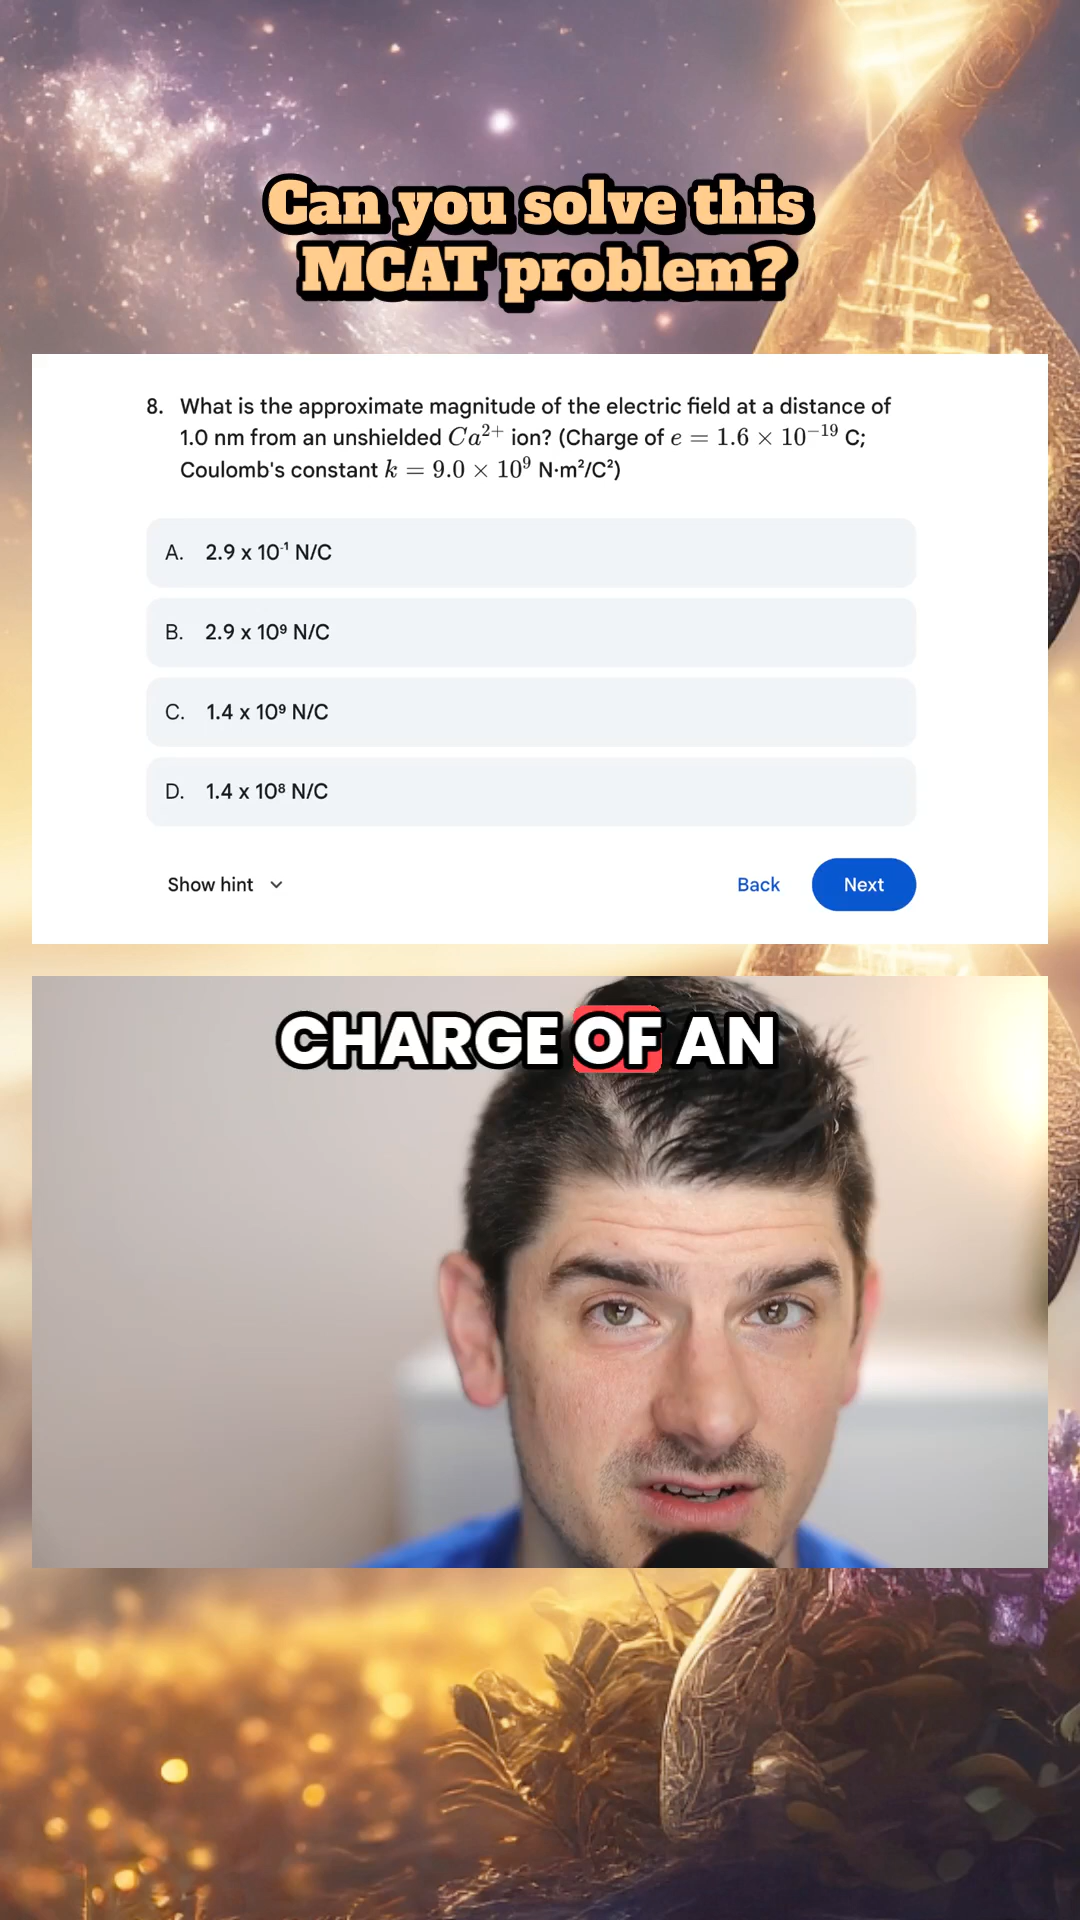 Can you solve this
MCAT problem?
8. What is the approximate magnitude of the electric field at a distance of
1.0 nm from an unshielded Ca²⁺ ion? (Charge of e = 1.6 × 10⁻¹⁹ C;
Coulomb's constant k = 9.0 × 10⁹ N·m²/C²)
A. 2.9 x 10⁻¹ N/C
B. 2.9 x 10⁹ N/C
C. 1.4 x 10⁹ N/C
D. 1.4 x 10⁸ N/C
Show hint
Back
Next
CHARGE OF AN